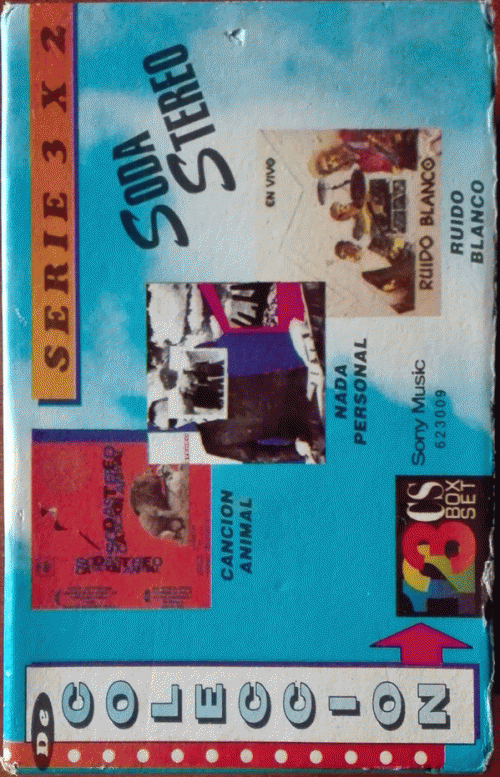 De
COLECCION
SERIE 3 X 2
SODA
STEREO
EN VIVO
RUIDO BLANCO
RUIDO
BLANCO
NADA
PERSONAL
CANCION
ANIMAL
Sony Music
623009
3
CS
BOX
SET